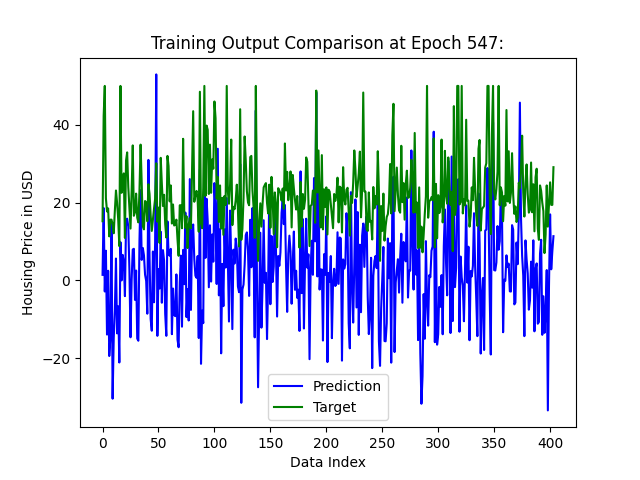 Training Output Comparison at Epoch 547:
Housing Price in USD
40
20
0
−20
Prediction
Target
0 50 100 150 200 250 300 350 400
Data Index